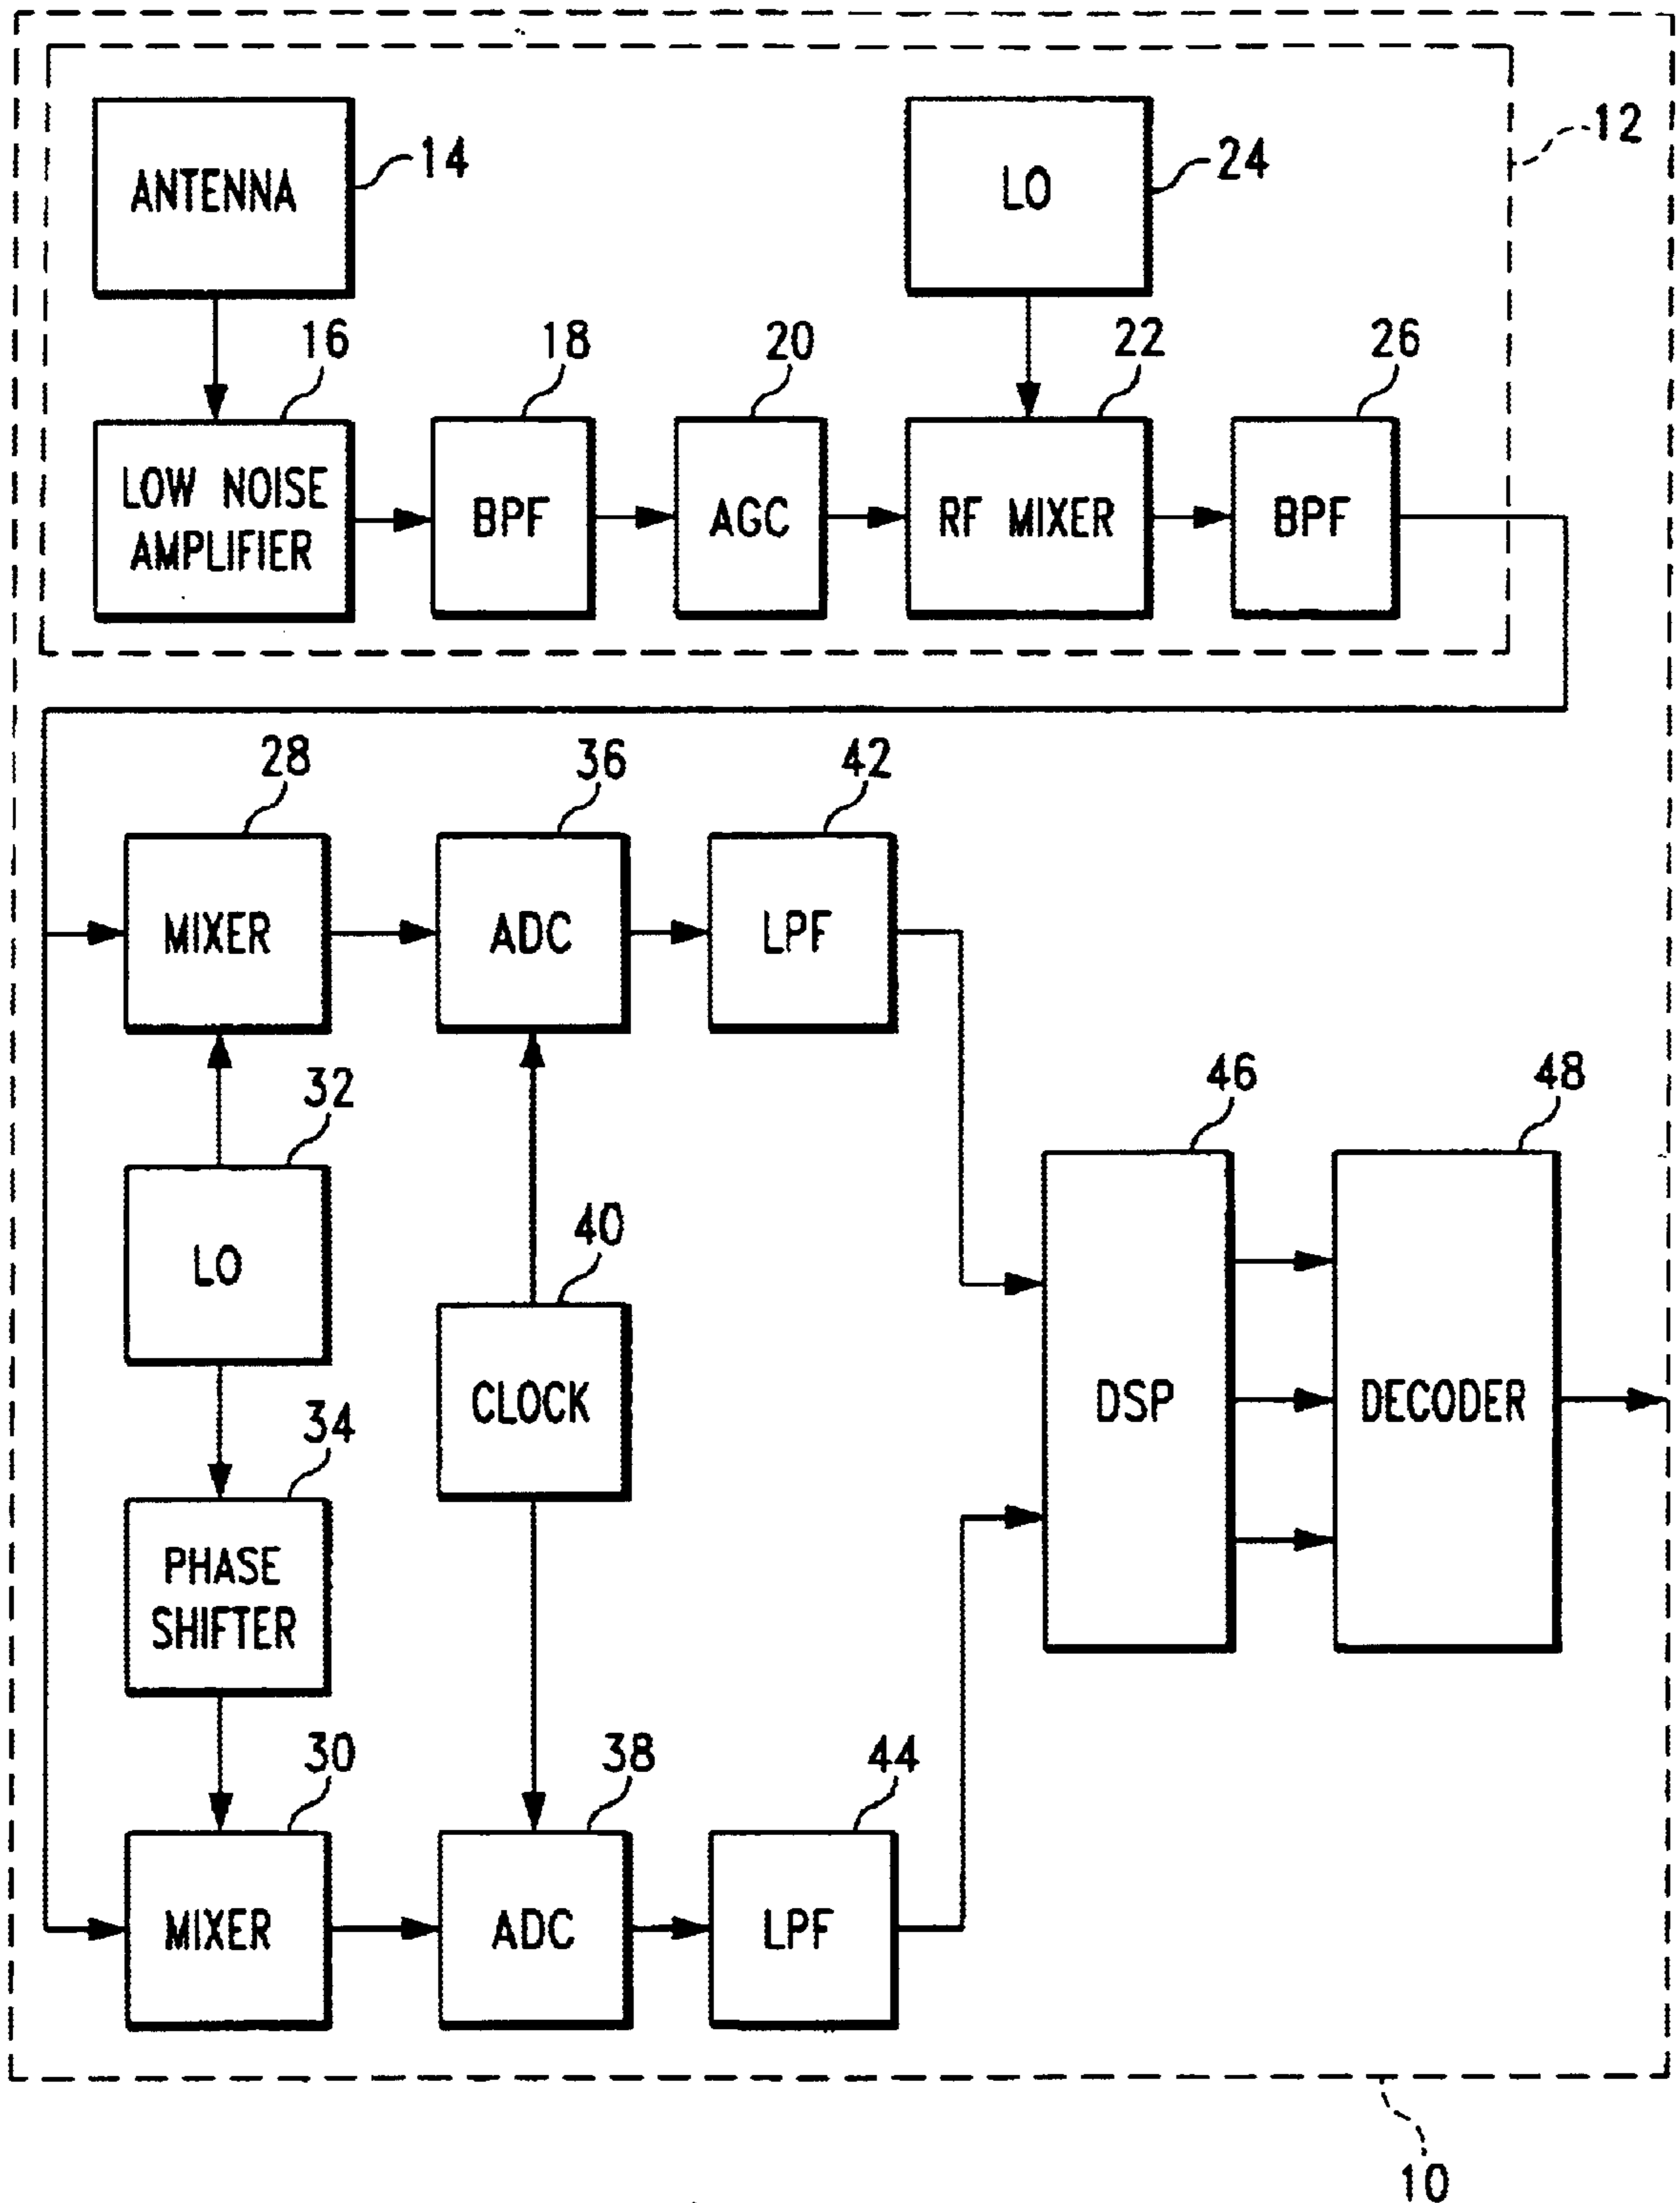 12
14
24
ANTENNA
LO
16
18
20
22
26
LOW NOISE
AMPLIFIER
BPF
AGC
RF MIXER
BPF
28
36
42
MIXER
ADC
LPF
32
46
48
40
LO
34
CLOCK
DSP
DECODER
PHASE
SHIFTER
30
38
44
MIXER
ADC
LPF
10